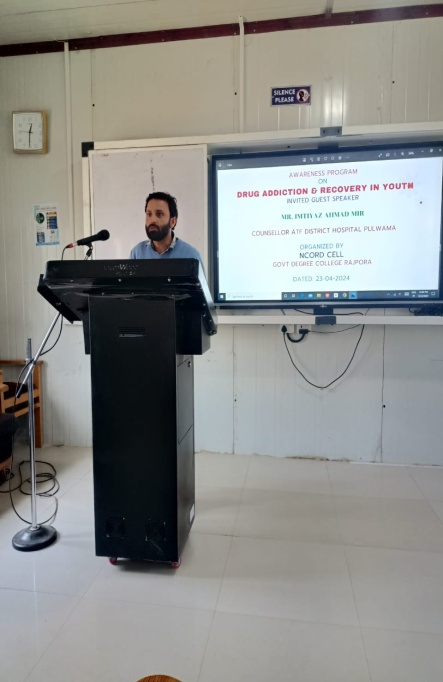 SILENCE
PLEASE
AWARENESS PROGRAM
ON
DRUG ADDICTION & RECOVERY IN YOUTH
INVITED GUEST SPEAKER
MR. IMTIYAZ AHMAD MIR
COUNSELLOR ATF DISTRICT HOSPITAL PULWAMA
ORGANIZED BY
NCORD CELL
GOVT DEGREE COLLEGE RAJPORA
DATED: 23-04-2024